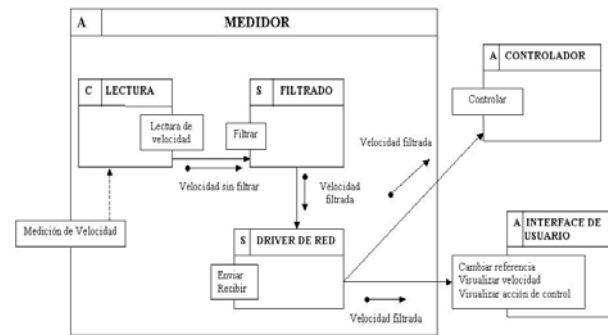 A MEDIDOR
C LECTURA
Lectura de
velocidad
S FILTRADO
Filtrar
Velocidad sin filtrar
Velocidad
filtrada
Velocidad filtrada
Medición de Velocidad
S DRIVER DE RED
Enviar
Recibir
Velocidad filtrada
A CONTROLADOR
Controlar
A INTERFACE DE
USUARIO
Cambiar referencia
Visualizar velocidad
Visualizar acción de control